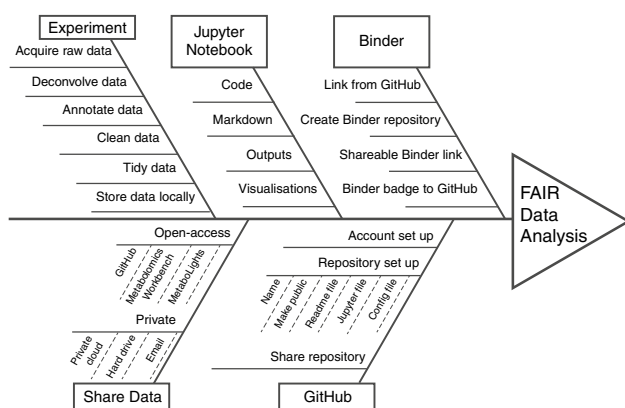 Experiment
Acquire raw data
Deconvolve data
Annotate data
Clean data
Tidy data
Store data locally
Jupyter
Notebook
Code
Markdown
Outputs
Visualisations
Binder
Link from GitHub
Create Binder repository
Shareable Binder link
Binder badge to GitHub
FAIR
Data
Analysis
Open-access
GitHub
Metabolomics
Workbench
MetaboLights
Private
Private
cloud
Hard drive
Email
Share Data
Account set up
Repository set up
Name
Make public
Readme file
Jupyter file
Config file
Share repository
GitHub